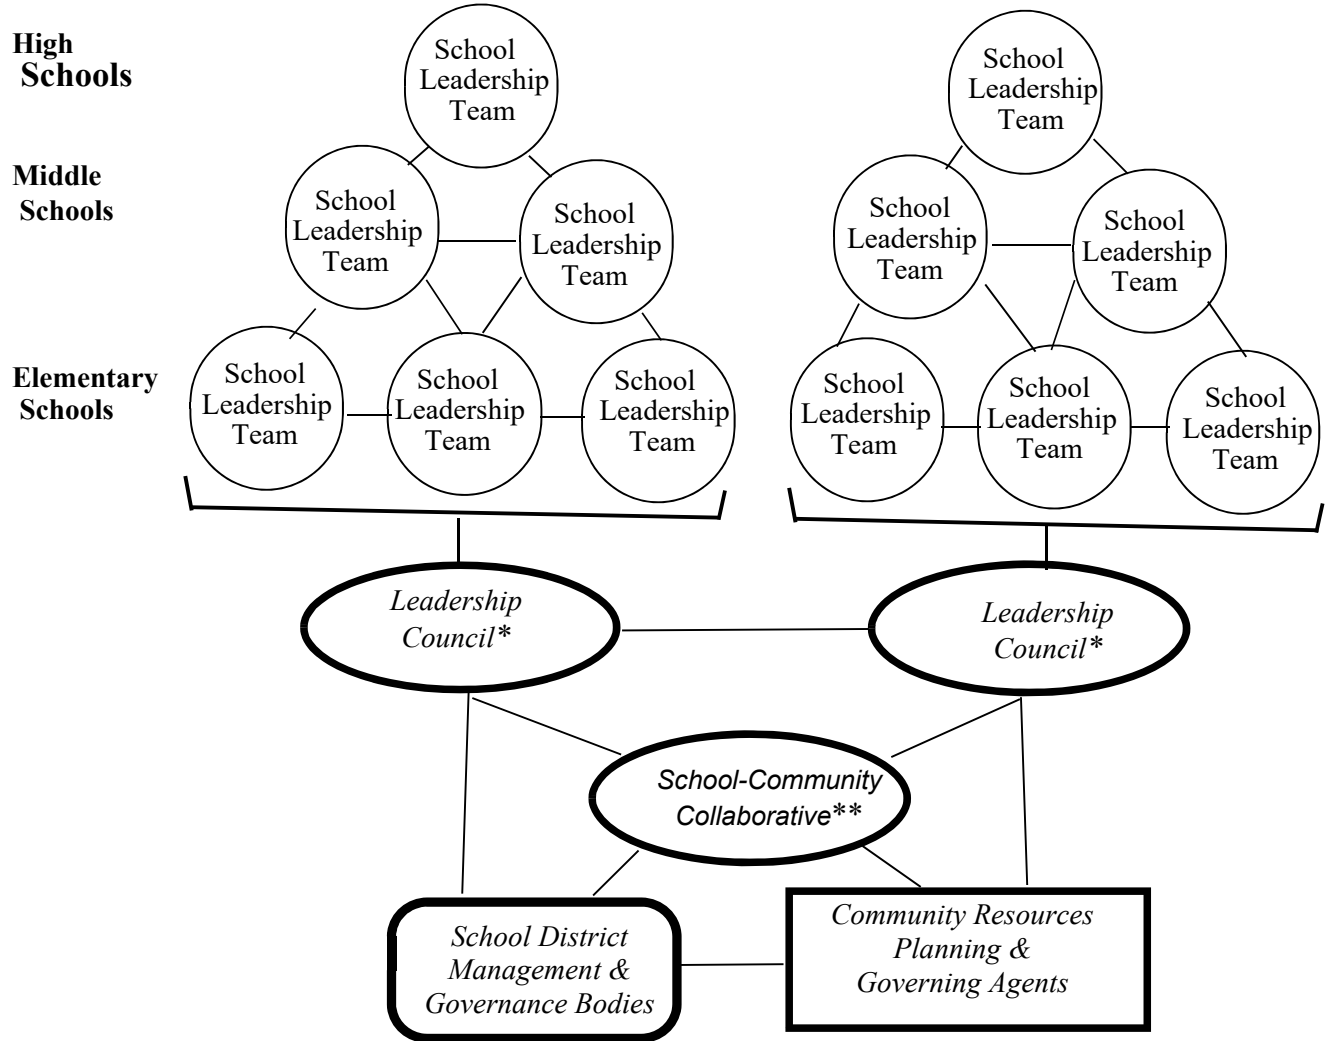 High
Schools
School
Leadership
Team
School
Leadership
Team
Middle
Schools
School
Leadership
Team
School
Leadership
Team
School
Leadership
Team
School
Leadership
Team
Elementary
Schools
School
Leadership
Team
School
Leadership
Team
School
Leadership
Team
School
Leadership
Team
School
Leadership
Team
School
Leadership
Team
Leadership
Council*
Leadership
Council*
School-Community
Collaborative**
School District
Management &
Governance Bodies
Community Resources
Planning &
Governing Agents